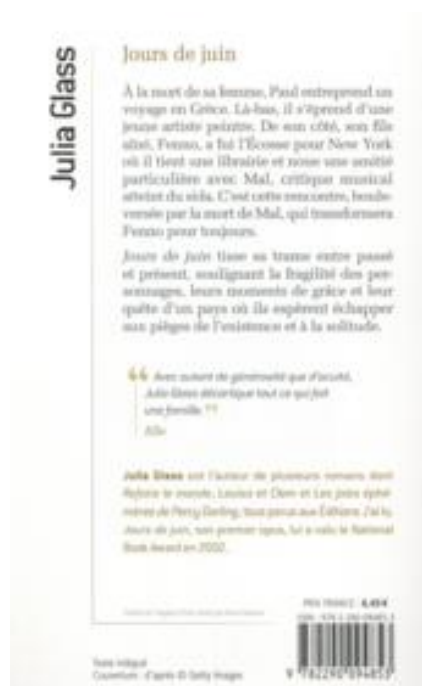 Julia Glass
Jours de juin
À la mort de sa femme, Paul entreprend un
voyage en Grèce. Là-bas, il s'éprend d'une
jeune artiste peintre. De son côté, son fils
aîné, Fenno, a fui l'Écosse pour New York
où il tient une librairie et noue une amitié
particulière avec Mal, critique musical
atteint du sida. C'est cette rencontre, boule-
versée par la mort de Mal, qui transformera
Fenno pour toujours.
Jours de juin tisse sa trame entre passé
et présent, soulignant la fragilité des per-
sonnages, leurs moments de grâce et leur
quête d'un pays où ils espèrent échapper
aux pièges de l'existence et à la solitude.
“ Avec autant de générosité que d'acuité,
Julia Glass décortique tout ce qui fait
une famille. ”
Elle
Julia Glass est l'auteur de plusieurs romans dont
Refaire le monde, Louisa et Clem et Les joies éphé-
mères de Percy Darling, tous parus aux Éditions J'ai lu.
Jours de juin, son premier opus, lui a valu le National
Book Award en 2002.
PRIX FRANCE :
Texte intégral
Couverture : d'après © Getty Images
9 782290 094853